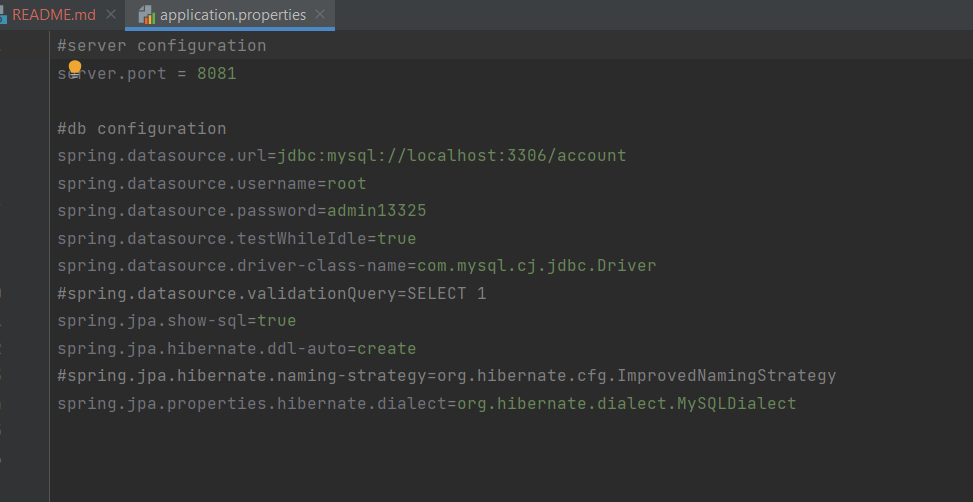 README.md application.properties
#server configuration
server.port = 8081
#db configuration
spring.datasource.url=jdbc:mysql://localhost:3306/account
spring.datasource.username=root
spring.datasource.password=admin13325
spring.datasource.testWhileIdle=true
spring.datasource.driver-class-name=com.mysql.cj.jdbc.Driver
#spring.datasource.validationQuery=SELECT 1
spring.jpa.show-sql=true
spring.jpa.hibernate.ddl-auto=create
#spring.jpa.hibernate.naming-strategy=org.hibernate.cfg.ImprovedNamingStrategy
spring.jpa.properties.hibernate.dialect=org.hibernate.dialect.MySQLDialect